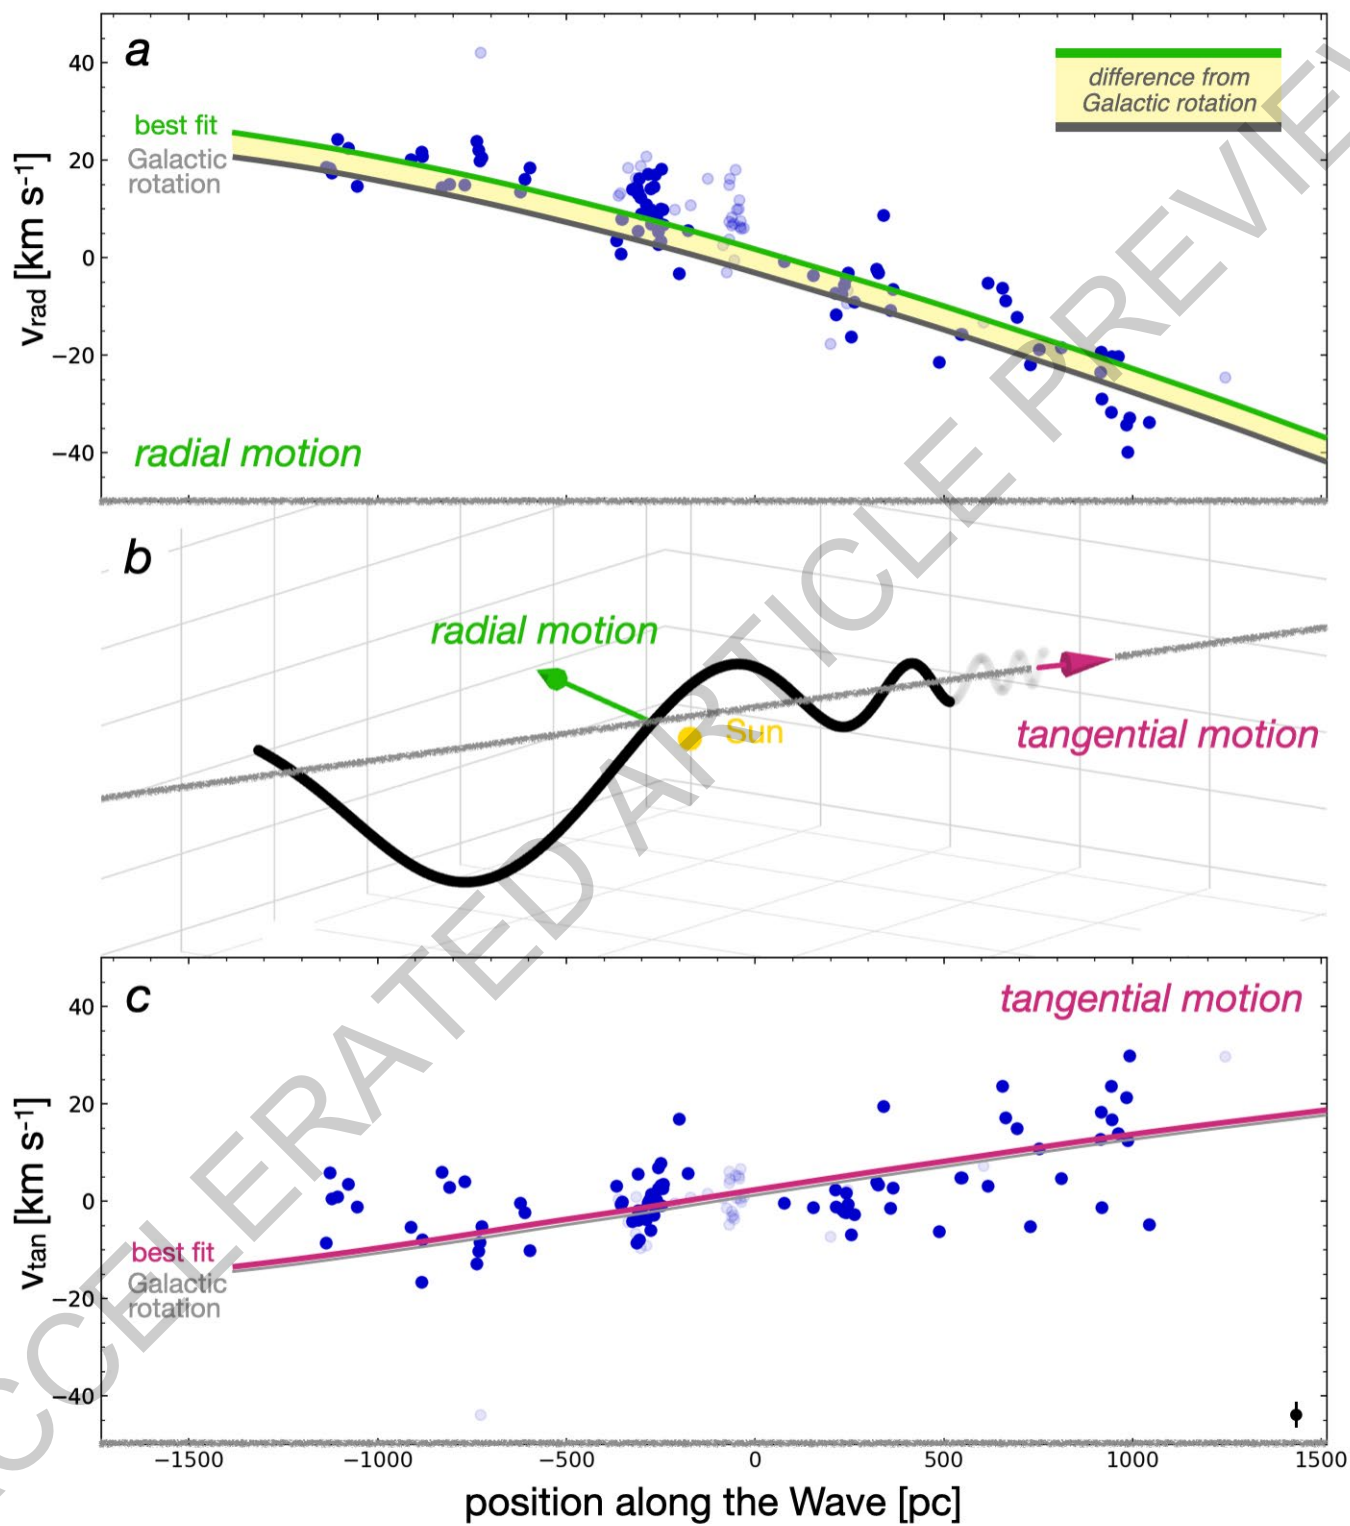 a
40
20
0
−20
−40
vrad [km s⁻¹]
best fit
Galactic
rotation
difference from
Galactic rotation
radial motion
b
radial motion
Sun
tangential motion
c
tangential motion
40
20
0
−20
−40
vtan [km s⁻¹]
best fit
Galactic
rotation
−1500 −1000 −500 0 500 1000 1500
position along the Wave [pc]
ACCELERATED ARTICLE PREVIEW